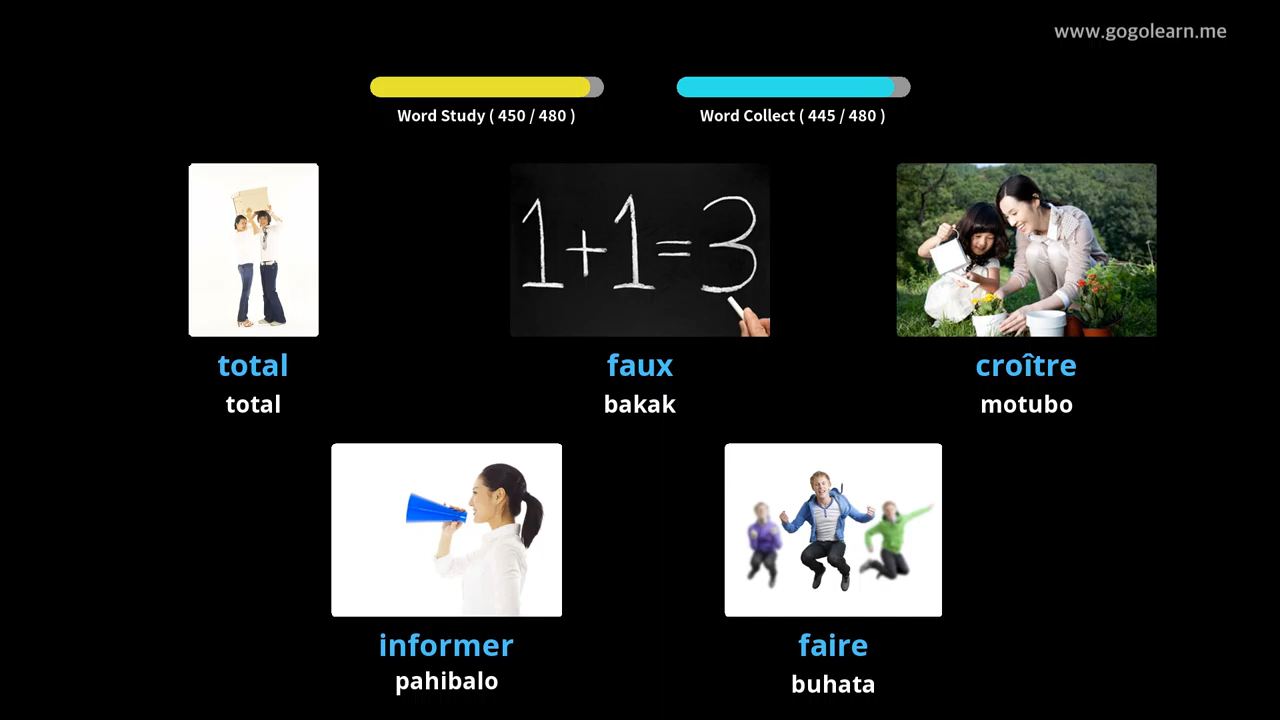 www.gogolearn.me
Word Study ( 450 / 480 )
Word Collect ( 445 / 480 )
1+1=3
total
total
faux
bakak
croître
motubo
informer
pahibalo
faire
buhata